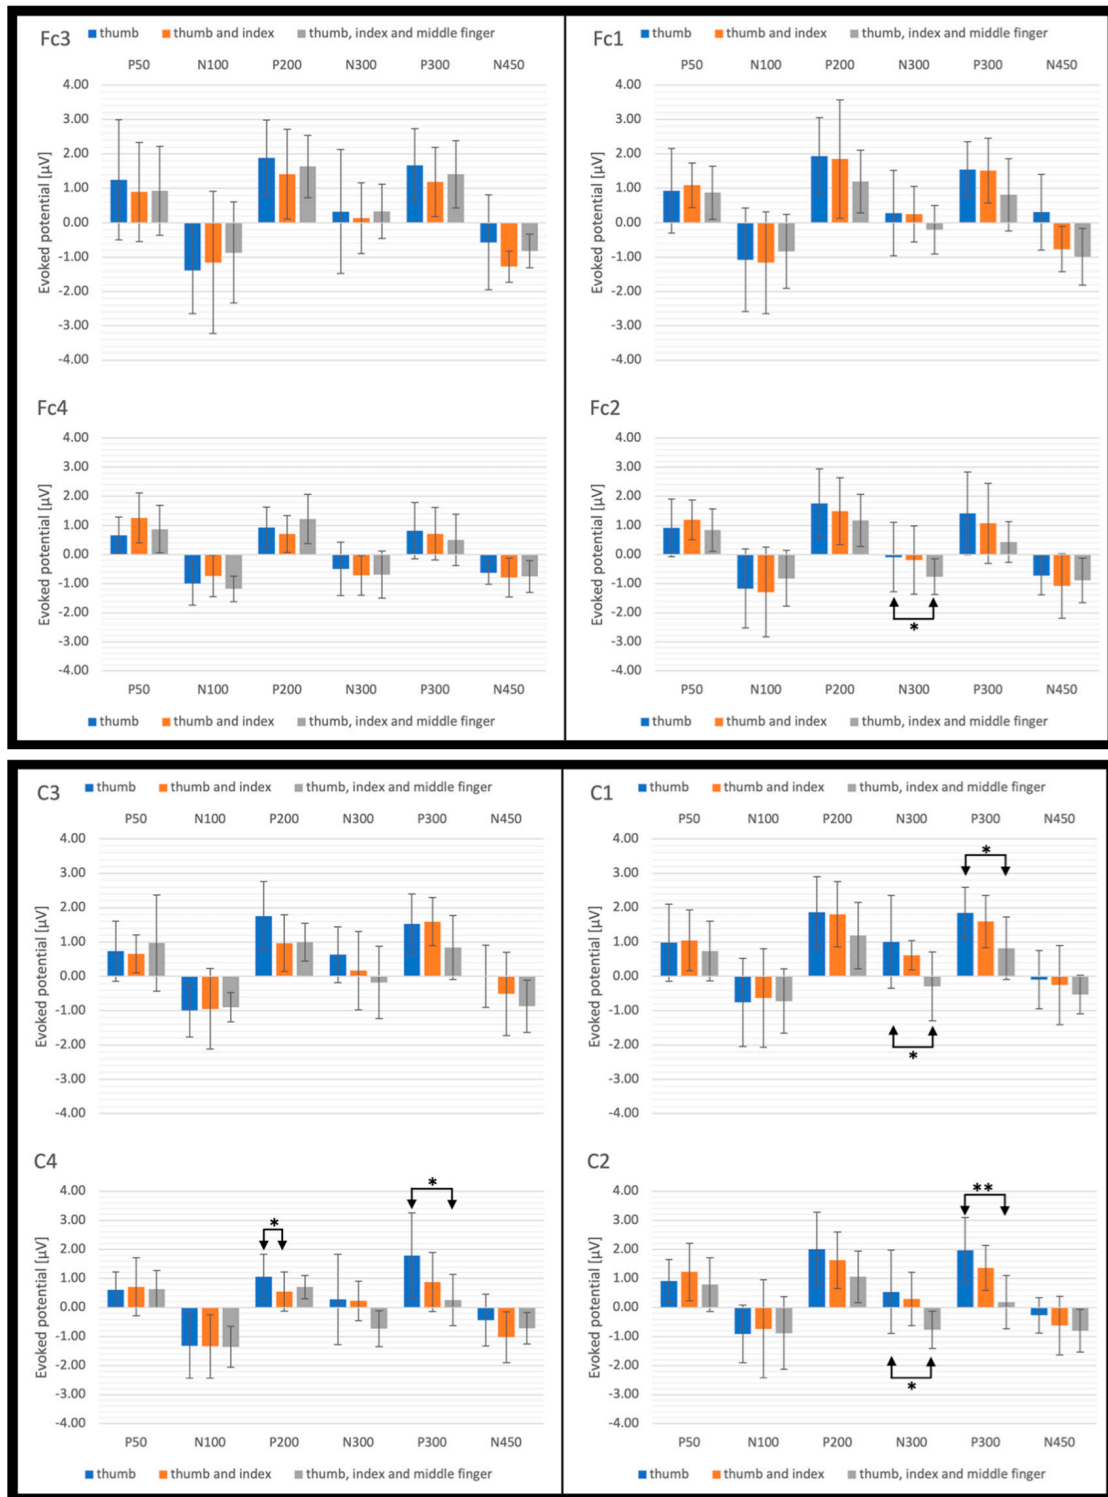 Fc3
thumb thumb and index thumb, index and middle finger
P50 N100 P200 N300 P300 N450
Evoked potential [µV]
4.00
3.00
2.00
1.00
0.00
-1.00
-2.00
-3.00
-4.00
Fc1
thumb thumb and index thumb, index and middle finger
P50 N100 P200 N300 P300 N450
Evoked potential [µV]
4.00
3.00
2.00
1.00
0.00
-1.00
-2.00
-3.00
-4.00
Fc4
Evoked potential [µV]
4.00
3.00
2.00
1.00
0.00
-1.00
-2.00
-3.00
-4.00
P50 N100 P200 N300 P300 N450
thumb thumb and index thumb, index and middle finger
Fc2
Evoked potential [µV]
4.00
3.00
2.00
1.00
0.00
-1.00
-2.00
-3.00
-4.00
*
P50 N100 P200 N300 P300 N450
thumb thumb and index thumb, index and middle finger
C3
thumb thumb and index thumb, index and middle finger
P50 N100 P200 N300 P300 N450
Evoked potential [µV]
4.00
3.00
2.00
1.00
0.00
-1.00
-2.00
-3.00
-4.00
C1
thumb thumb and index thumb, index and middle finger
P50 N100 P200 N300 P300 N450
Evoked potential [µV]
4.00
3.00
2.00
1.00
0.00
-1.00
-2.00
-3.00
-4.00
*
*
C4
Evoked potential [µV]
4.00
3.00
2.00
1.00
0.00
-1.00
-2.00
-3.00
-4.00
*
*
P50 N100 P200 N300 P300 N450
thumb thumb and index thumb, index and middle finger
C2
Evoked potential [µV]
4.00
3.00
2.00
1.00
0.00
-1.00
-2.00
-3.00
-4.00
**
*
P50 N100 P200 N300 P300 N450
thumb thumb and index thumb, index and middle finger